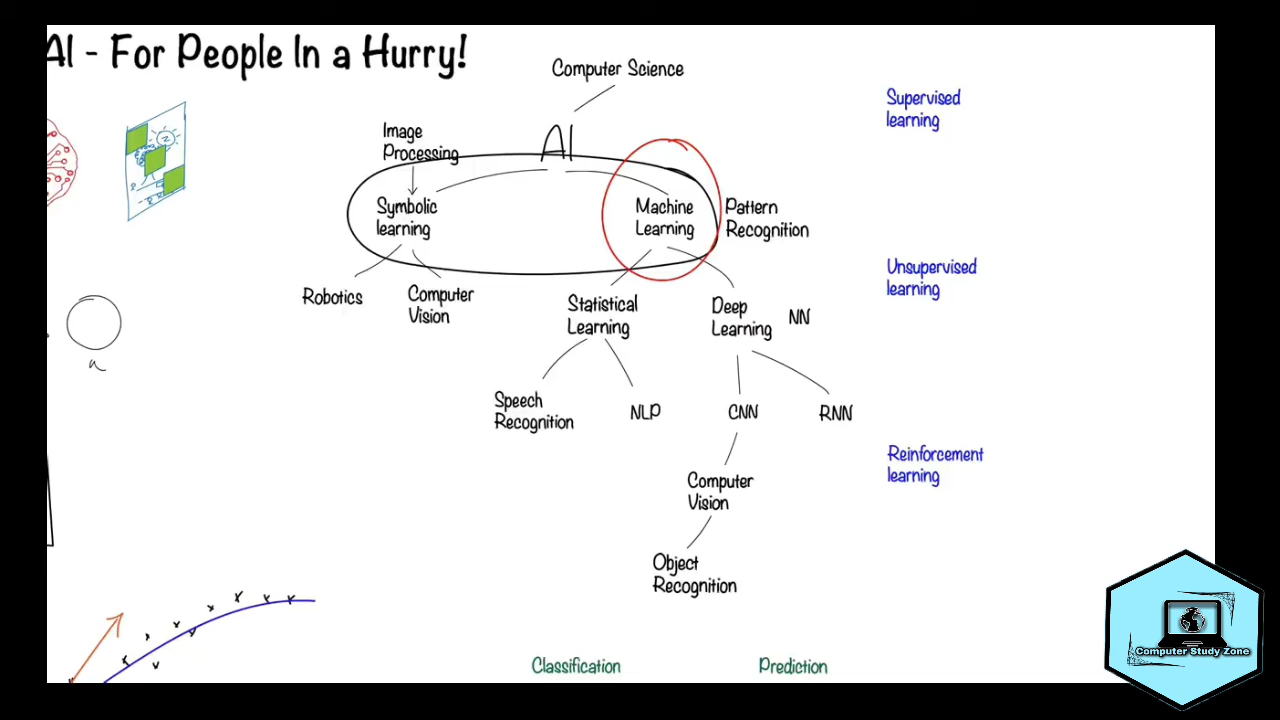 AI - For People In a Hurry!
Computer Science
AI
Image
Processing
Symbolic
learning
Machine
Learning
Pattern
Recognition
Robotics
Computer
Vision
Statistical
Learning
Deep
Learning
NN
Speech
Recognition
NLP
CNN
RNN
Computer
Vision
Object
Recognition
Supervised
learning
Unsupervised
learning
Reinforcement
learning
Classification
Prediction
Computer Study Zone